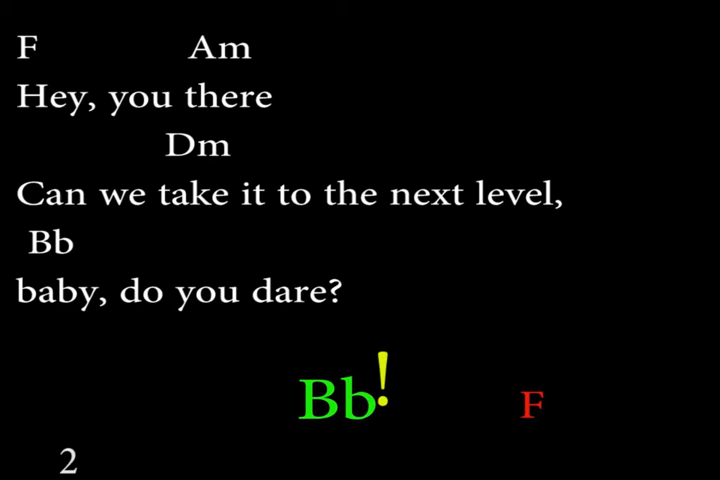 F Am
Hey, you there
Dm
Can we take it to the next level,
Bb
baby, do you dare?
Bb! F
2